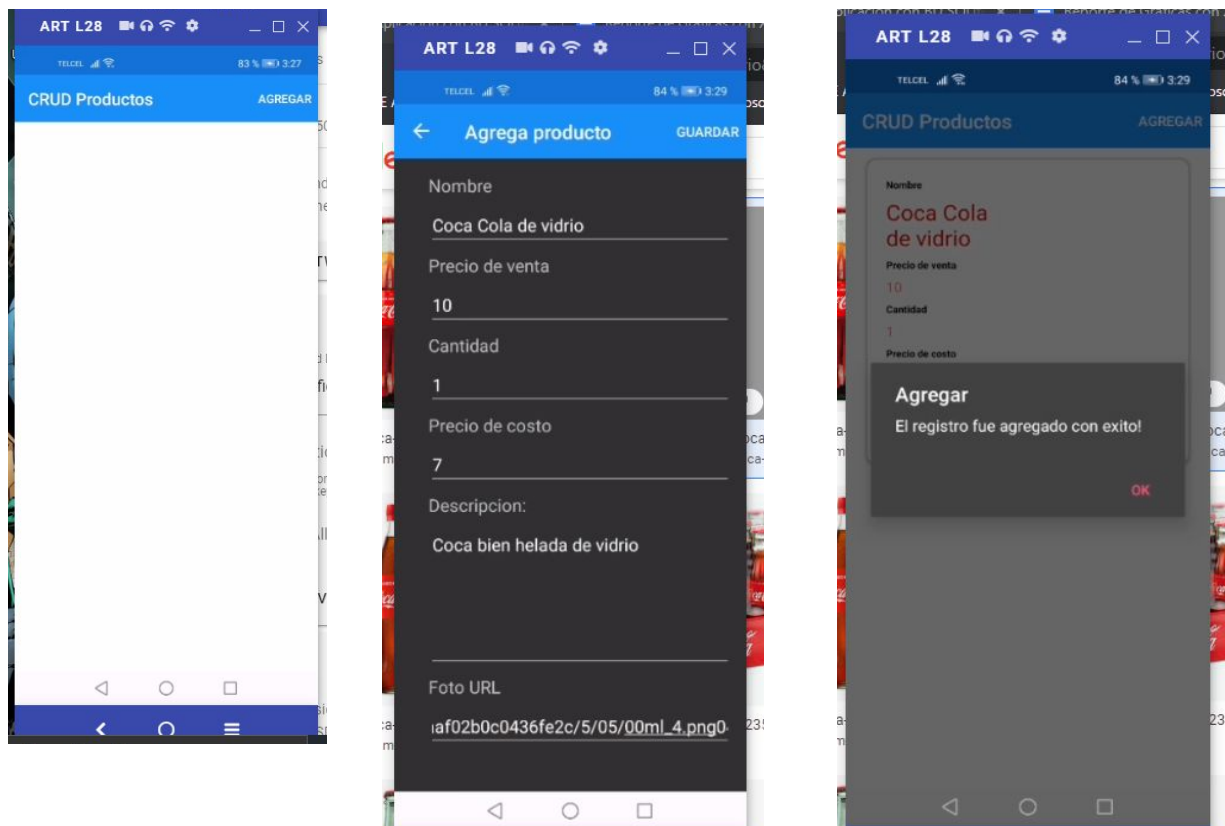 ART L28
TELCEL
83 % 3:27
CRUD Productos
AGREGAR
ART L28
TELCEL
84 % 3:29
Agrega producto
GUARDAR
Nombre
Coca Cola de vidrio
Precio de venta
10
Cantidad
1
Precio de costo
7
Descripcion:
Coca bien helada de vidrio
Foto URL
af02b0c0436fe2c/5/05/00ml_4.png0
ART L28
TELCEL
84 % 3:29
CRUD Productos
AGREGAR
Nombre
Coca Cola
de vidrio
Precio de venta
10
Cantidad
1
Precio de costo
Agregar
El registro fue agregado con exito!
OK